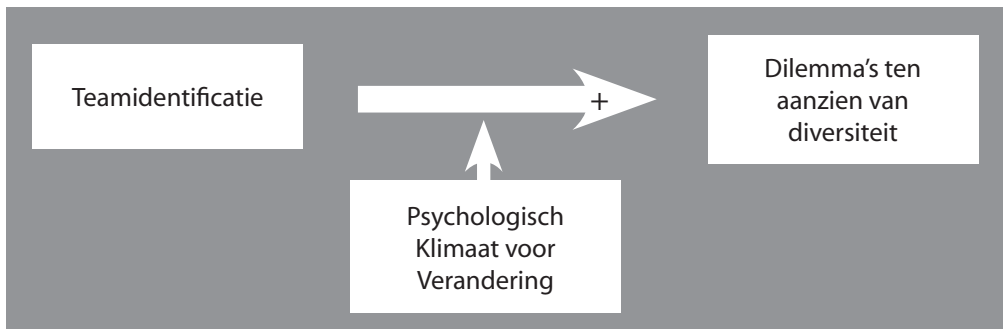 Teamidentificatie
+
Dilemma's ten
aanzien van
diversiteit
Psychologisch
Klimaat voor
Verandering